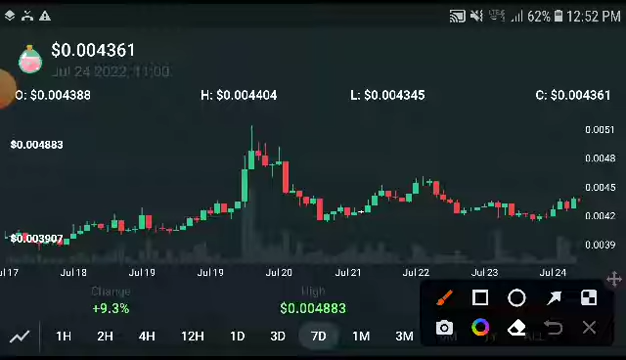 62% 12:52 PM
$0.004361
Jul 24 2022, 11:00
O: $0.004388 H: $0.004404 L: $0.004345 C: $0.004361
0.0051
$0.004883
0.0048
0.0045
0.0042
$0.003907
0.0039
Jul 17 Jul 18 Jul 19 Jul 19 Jul 20 Jul 21 Jul 22 Jul 23 Jul 24
Change High
+9.3% $0.004883
1H 2H 4H 12H 1D 3D 7D 1M 3M